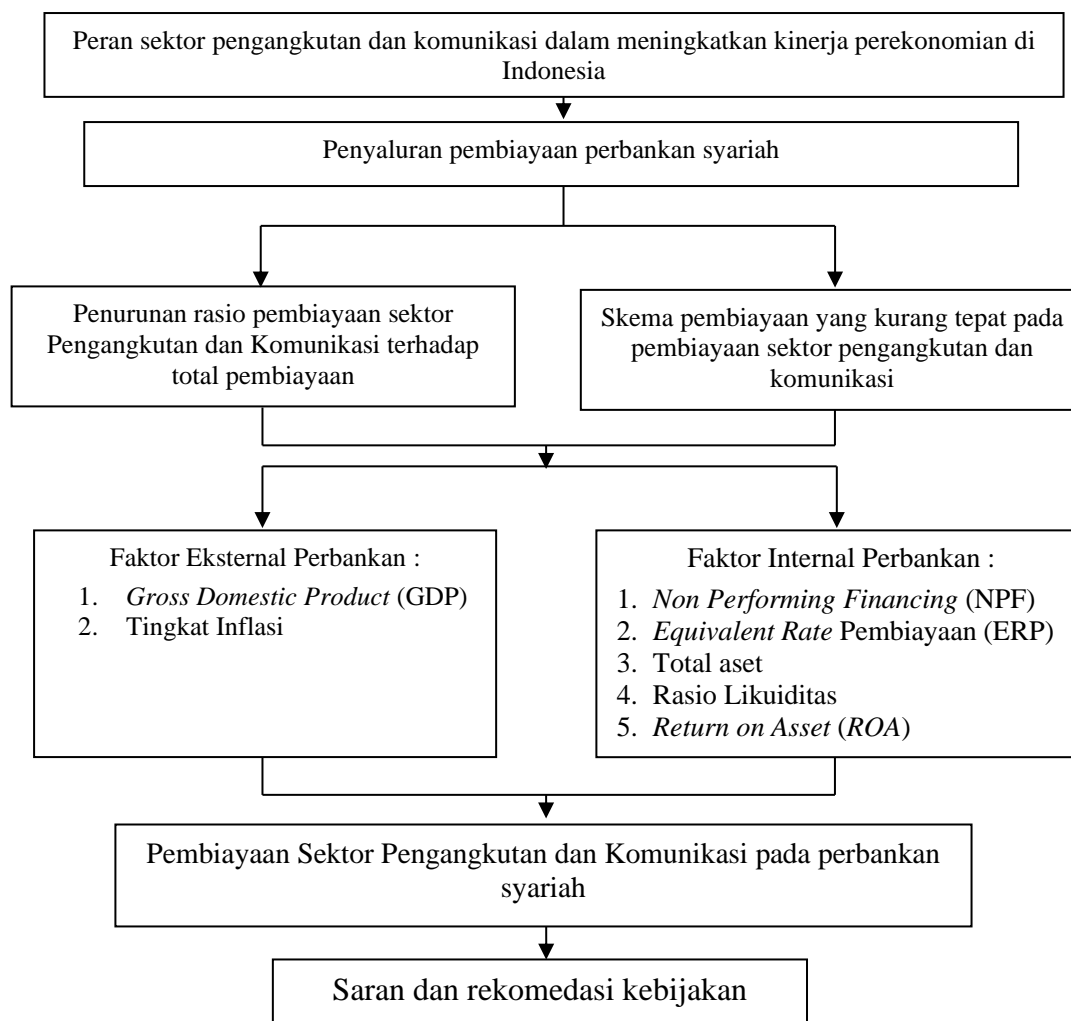 Peran sektor pengangkutan dan komunikasi dalam meningkatkan kinerja perekonomian di
Indonesia
Penyaluran pembiayaan perbankan syariah
Penurunan rasio pembiayaan sektor
Pengangkutan dan Komunikasi terhadap
total pembiayaan
Skema pembiayaan yang kurang tepat pada
pembiayaan sektor pengangkutan dan
komunikasi
Faktor Eksternal Perbankan :
1. Gross Domestic Product (GDP)
2. Tingkat Inflasi
Faktor Internal Perbankan :
1. Non Performing Financing (NPF)
2. Equivalent Rate Pembiayaan (ERP)
3. Total aset
4. Rasio Likuiditas
5. Return on Asset (ROA)
Pembiayaan Sektor Pengangkutan dan Komunikasi pada perbankan
syariah
Saran dan rekomedasi kebijakan